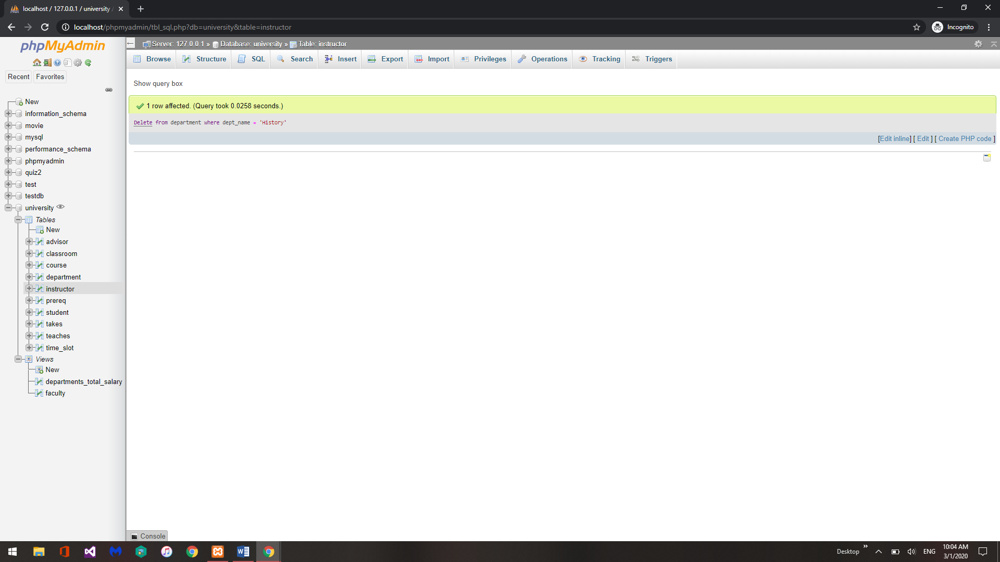 localhost / 127.0.0.1 / university /
localhost/phpmyadmin/tbl_sql.php?db=university&table=instructor
Incognito
phpMyAdmin
Recent
Favorites
New
information_schema
movie
mysql
performance_schema
phpmyadmin
quiz2
test
testdb
university
Tables
New
advisor
classroom
course
department
instructor
prereq
student
takes
teaches
time_slot
Views
New
departments_total_salary
faculty
Server: 127.0.0.1 » Database: university » Table: instructor
Browse
Structure
SQL
Search
Insert
Export
Import
Privileges
Operations
Tracking
Triggers
Show query box
1 row affected. (Query took 0.0258 seconds.)
Delete from department where dept_name = 'History'
[Edit inline] [ Edit ] [ Create PHP code ]
Console
Desktop
ENG
10:04 AM
3/1/2020